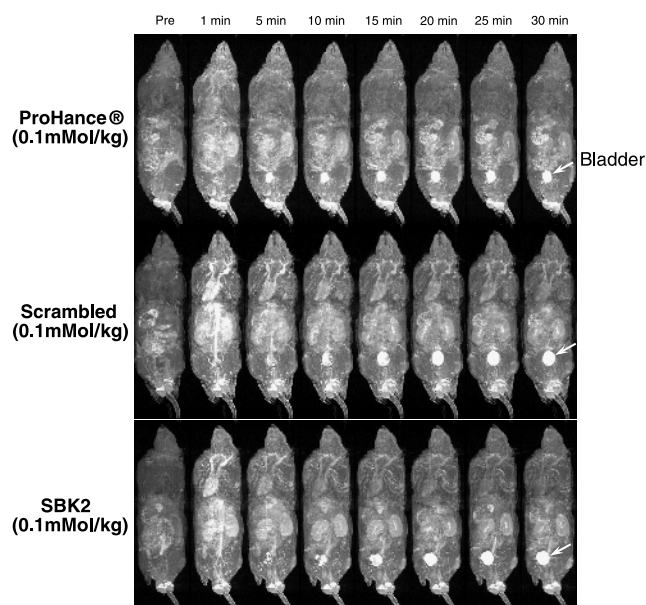 Pre 1 min 5 min 10 min 15 min 20 min 25 min 30 min
ProHance®
(0.1mMol/kg)
Bladder
Scrambled
(0.1mMol/kg)
SBK2
(0.1mMol/kg)